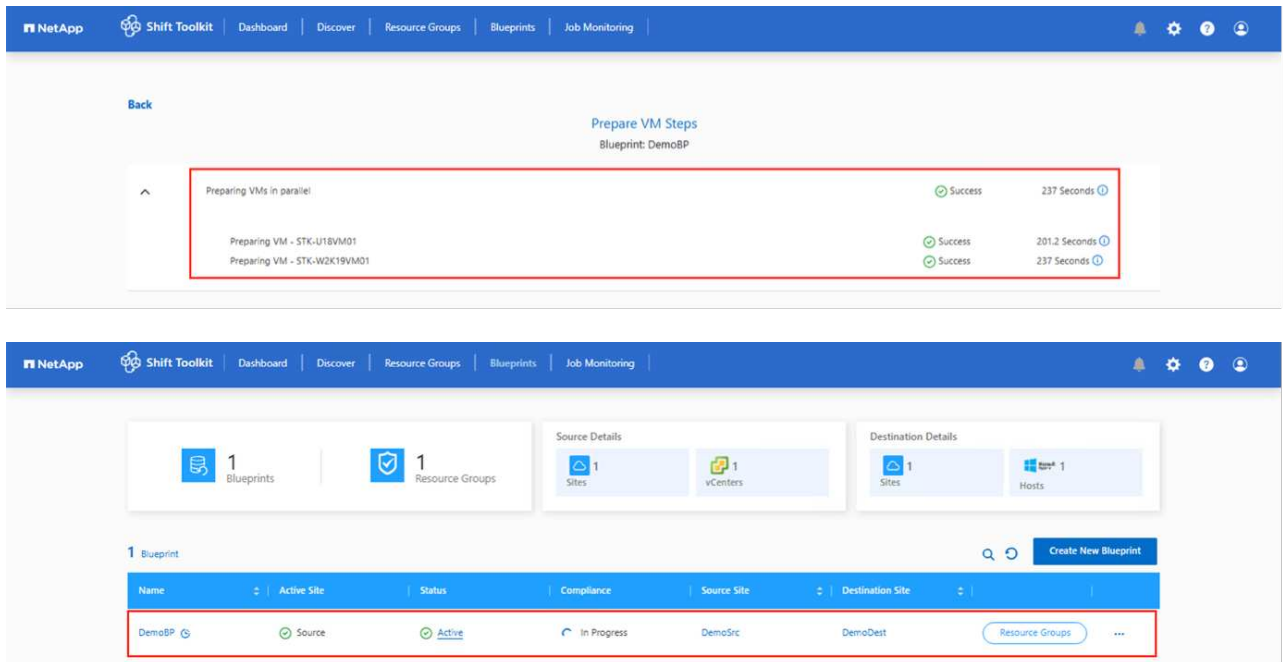 NetApp Shift Toolkit Dashboard Discover Resource Groups Blueprints Job Monitoring
Back
Prepare VM Steps
Blueprint: DemoBP
Preparing VMs in parallel Success 237 Seconds
Preparing VM - STK-U18VM01 Success 201.2 Seconds
Preparing VM - STK-W2K19VM01 Success 237 Seconds
NetApp Shift Toolkit Dashboard Discover Resource Groups Blueprints Job Monitoring
Source Details Destination Details
1 1 1 1 1 1
Blueprints Resource Groups Sites vCenters Sites Hosts
1 Blueprint Create New Blueprint
Name Active Site Status Compliance Source Site Destination Site
DemoBP Source Active In Progress DemoSrc DemoDest Resource Groups ...